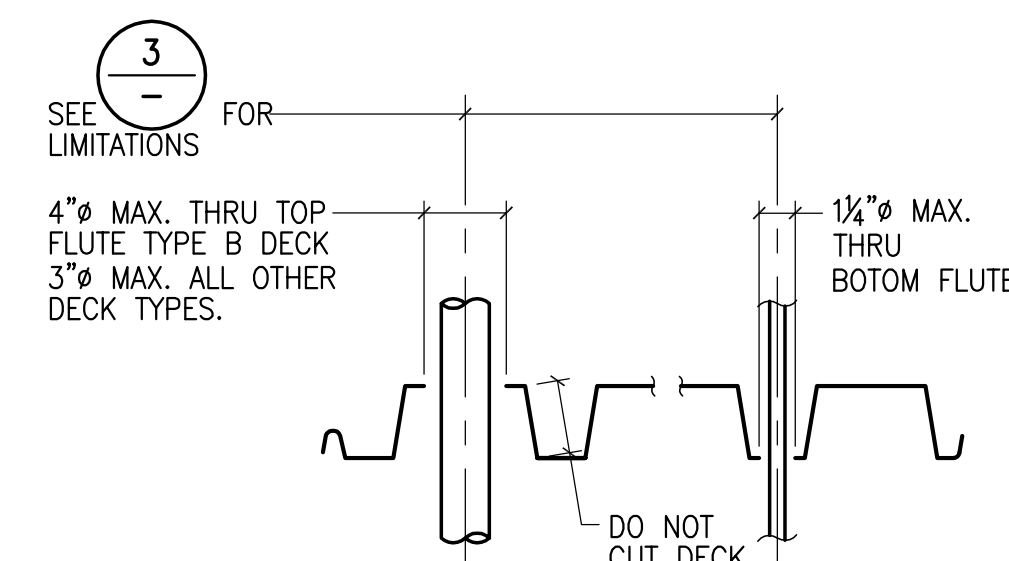 3
-
SEE FOR
LIMITATIONS
4"ø MAX. THRU TOP
FLUTE TYPE B DECK
3"ø MAX. ALL OTHER
DECK TYPES.
1¼"ø MAX.
THRU
BOTOM FLUTE
DO NOT
CUT DECK